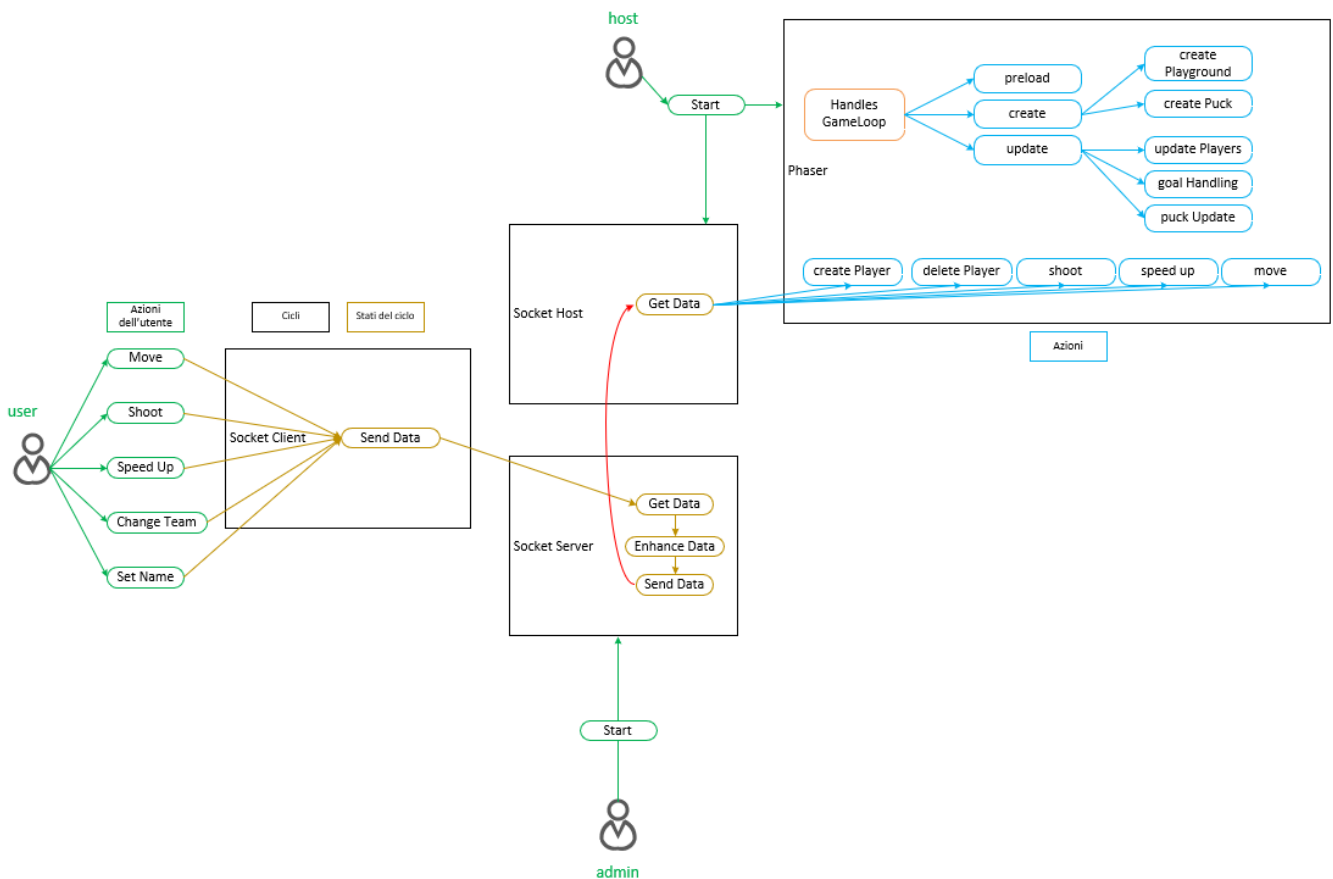 host
Start
Handles
GameLoop
preload
create
update
create
Playground
create Puck
update Players
goal Handling
puck Update
Phaser
create Player
delete Player
shoot
speed up
move
Azioni
Socket Host
Get Data
Azioni
dell'utente
Cicli
Stati del ciclo
user
Move
Shoot
Speed Up
Change Team
Set Name
Socket Client
Send Data
Socket Server
Get Data
Enhance Data
Send Data
Start
admin